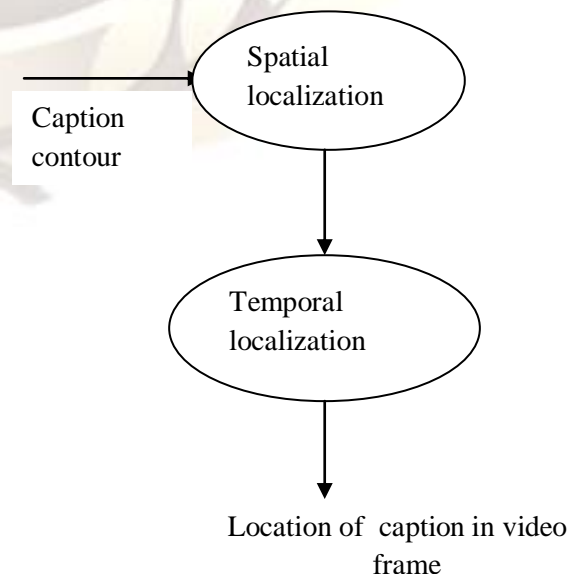 Spatial
localization
Caption
contour
Temporal
localization
Location of caption in video
frame